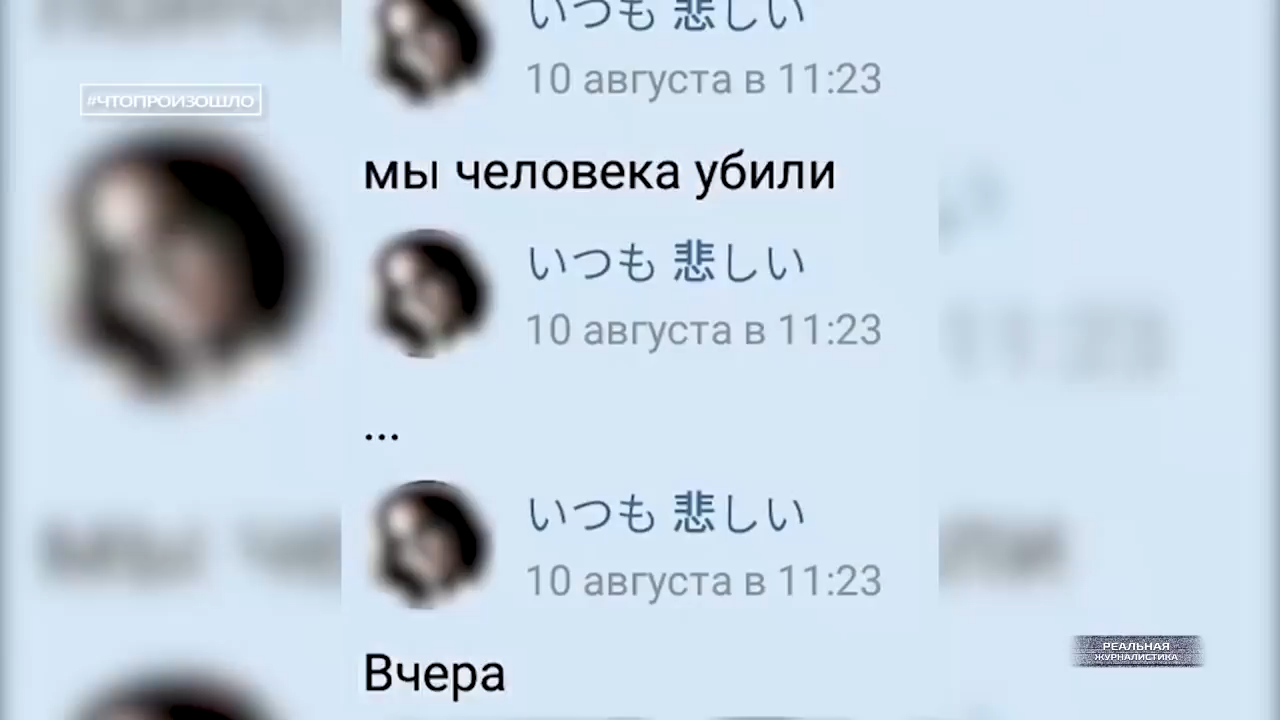 いつも 悲しい
10 августа в 11:23
#ЧТОПРОИЗОШЛО
мы человека убили
いつも 悲しい
10 августа в 11:23
...
いつも 悲しい
10 августа в 11:23
Вчера
РЕАЛЬНАЯ
ЖУРНАЛИСТИКА